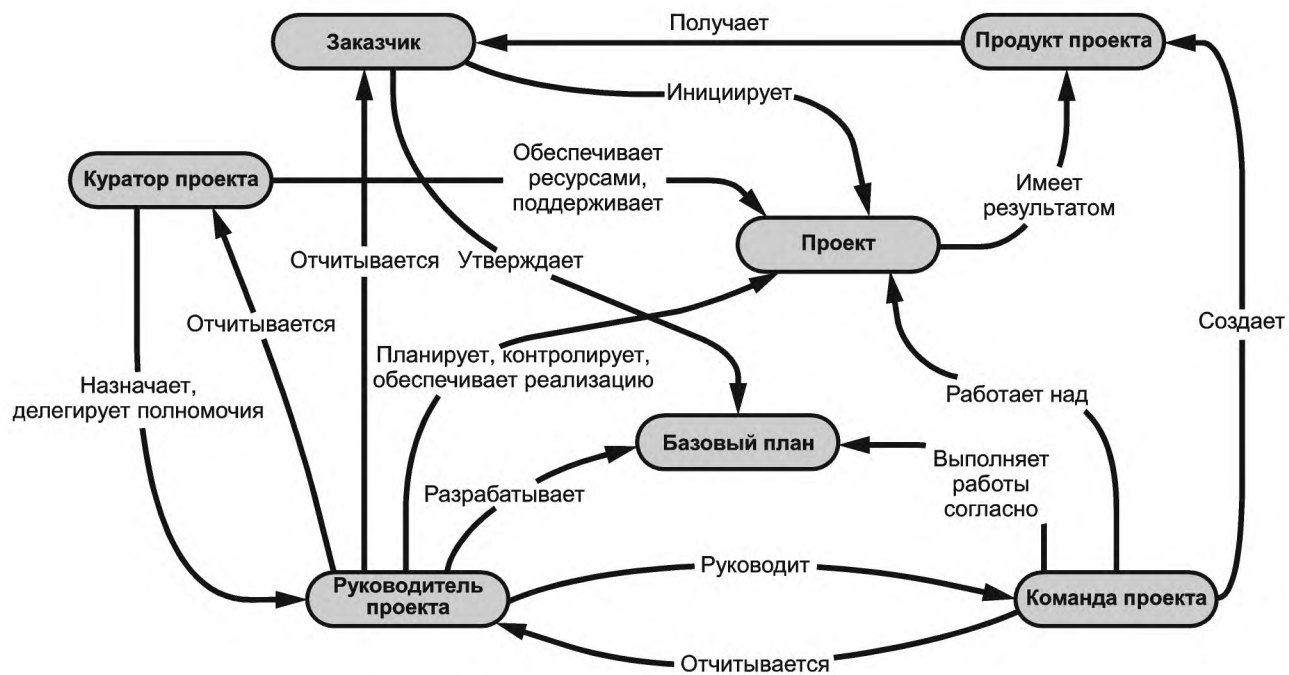 Получает
Заказчик
Продукт проекта
Инициирует
Обеспечивает
ресурсами,
поддерживает
Куратор проекта
Имеет
результатом
Проект
Отчитывается
Утверждает
Отчитывается
Создает
Планирует, контролирует,
обеспечивает реализацию
Назначает,
делегирует полномочия
Работает над
Базовый план
Выполняет
работы
согласно
Разрабатывает
Руководит
Руководитель
проекта
Команда проекта
Отчитывается